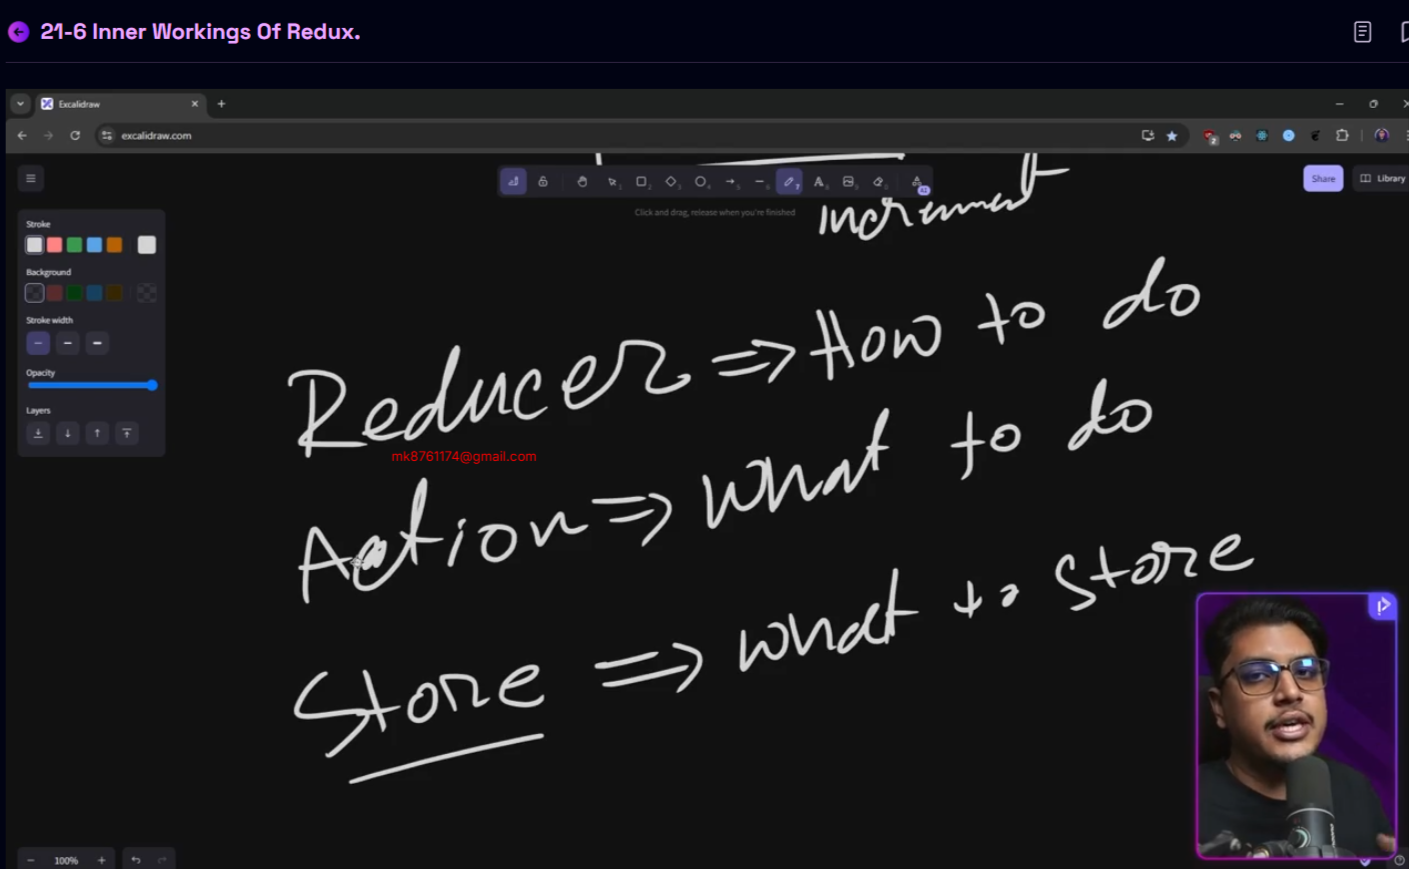 21-6 Inner Workings Of Redux.
Excalidraw
excalidraw.com
Share
Library
Click and drag, release when you're finished
increment
Stroke
Background
Stroke width
Opacity
Layers
Reducer => How to do
mk8761174@gmail.com
Action => what to do
Store => what to store
100%